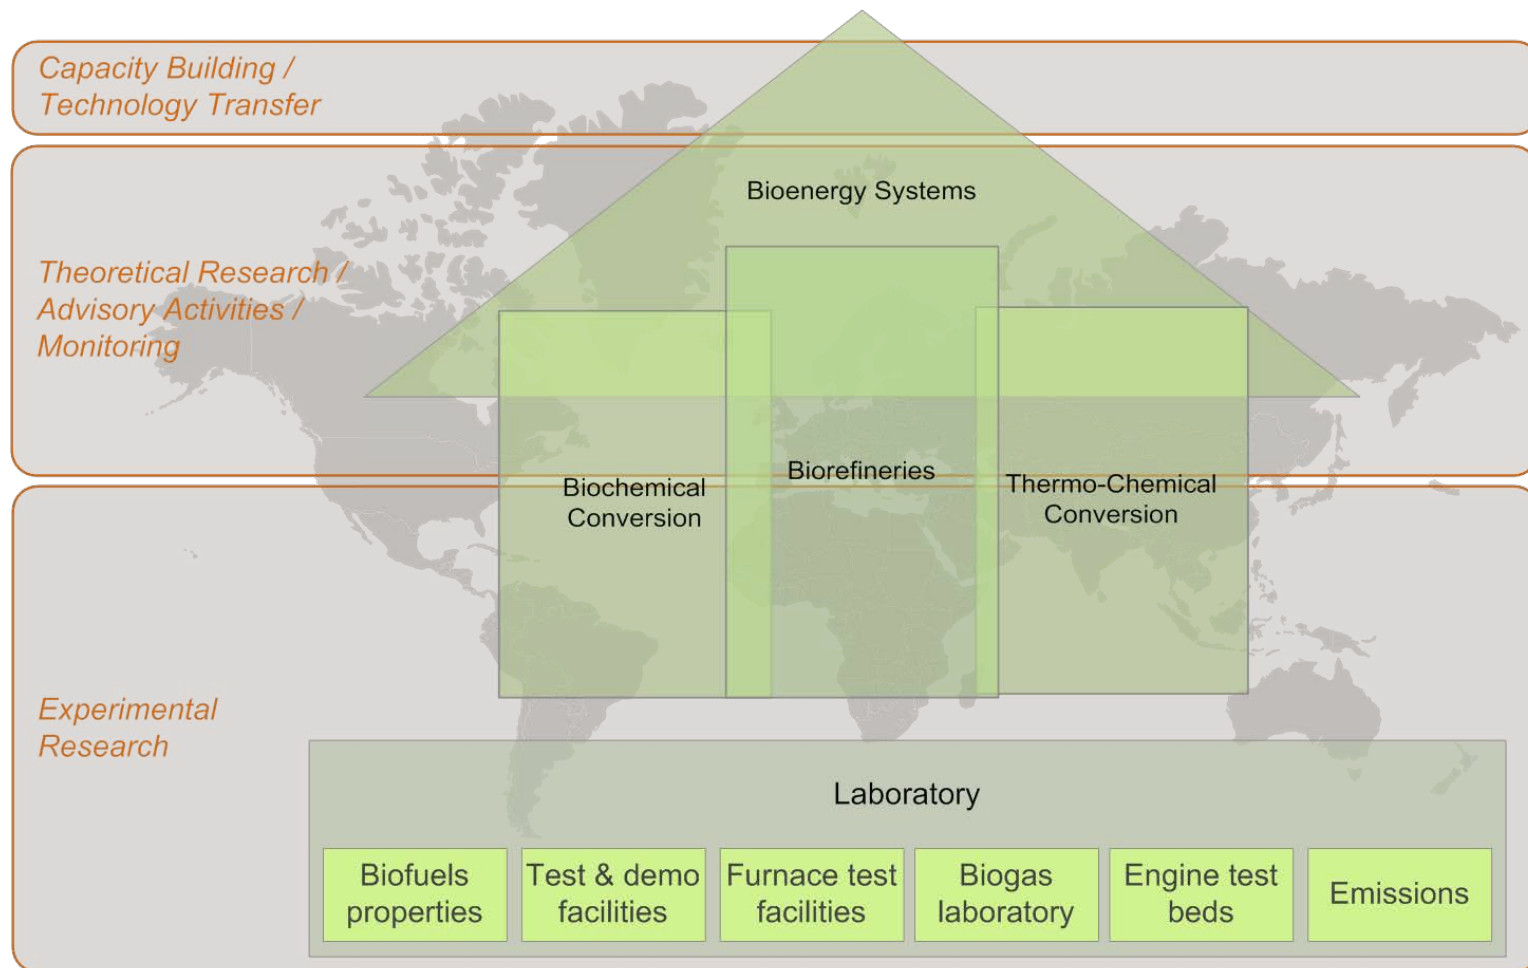 Capacity Building /
Technology Transfer
Bioenergy Systems
Theoretical Research /
Advisory Activities /
Monitoring
Biochemical
Conversion
Biorefineries
Thermo-Chemical
Conversion
Experimental
Research
Laboratory
Biofuels
properties
Test & demo
facilities
Furnace test
facilities
Biogas
laboratory
Engine test
beds
Emissions